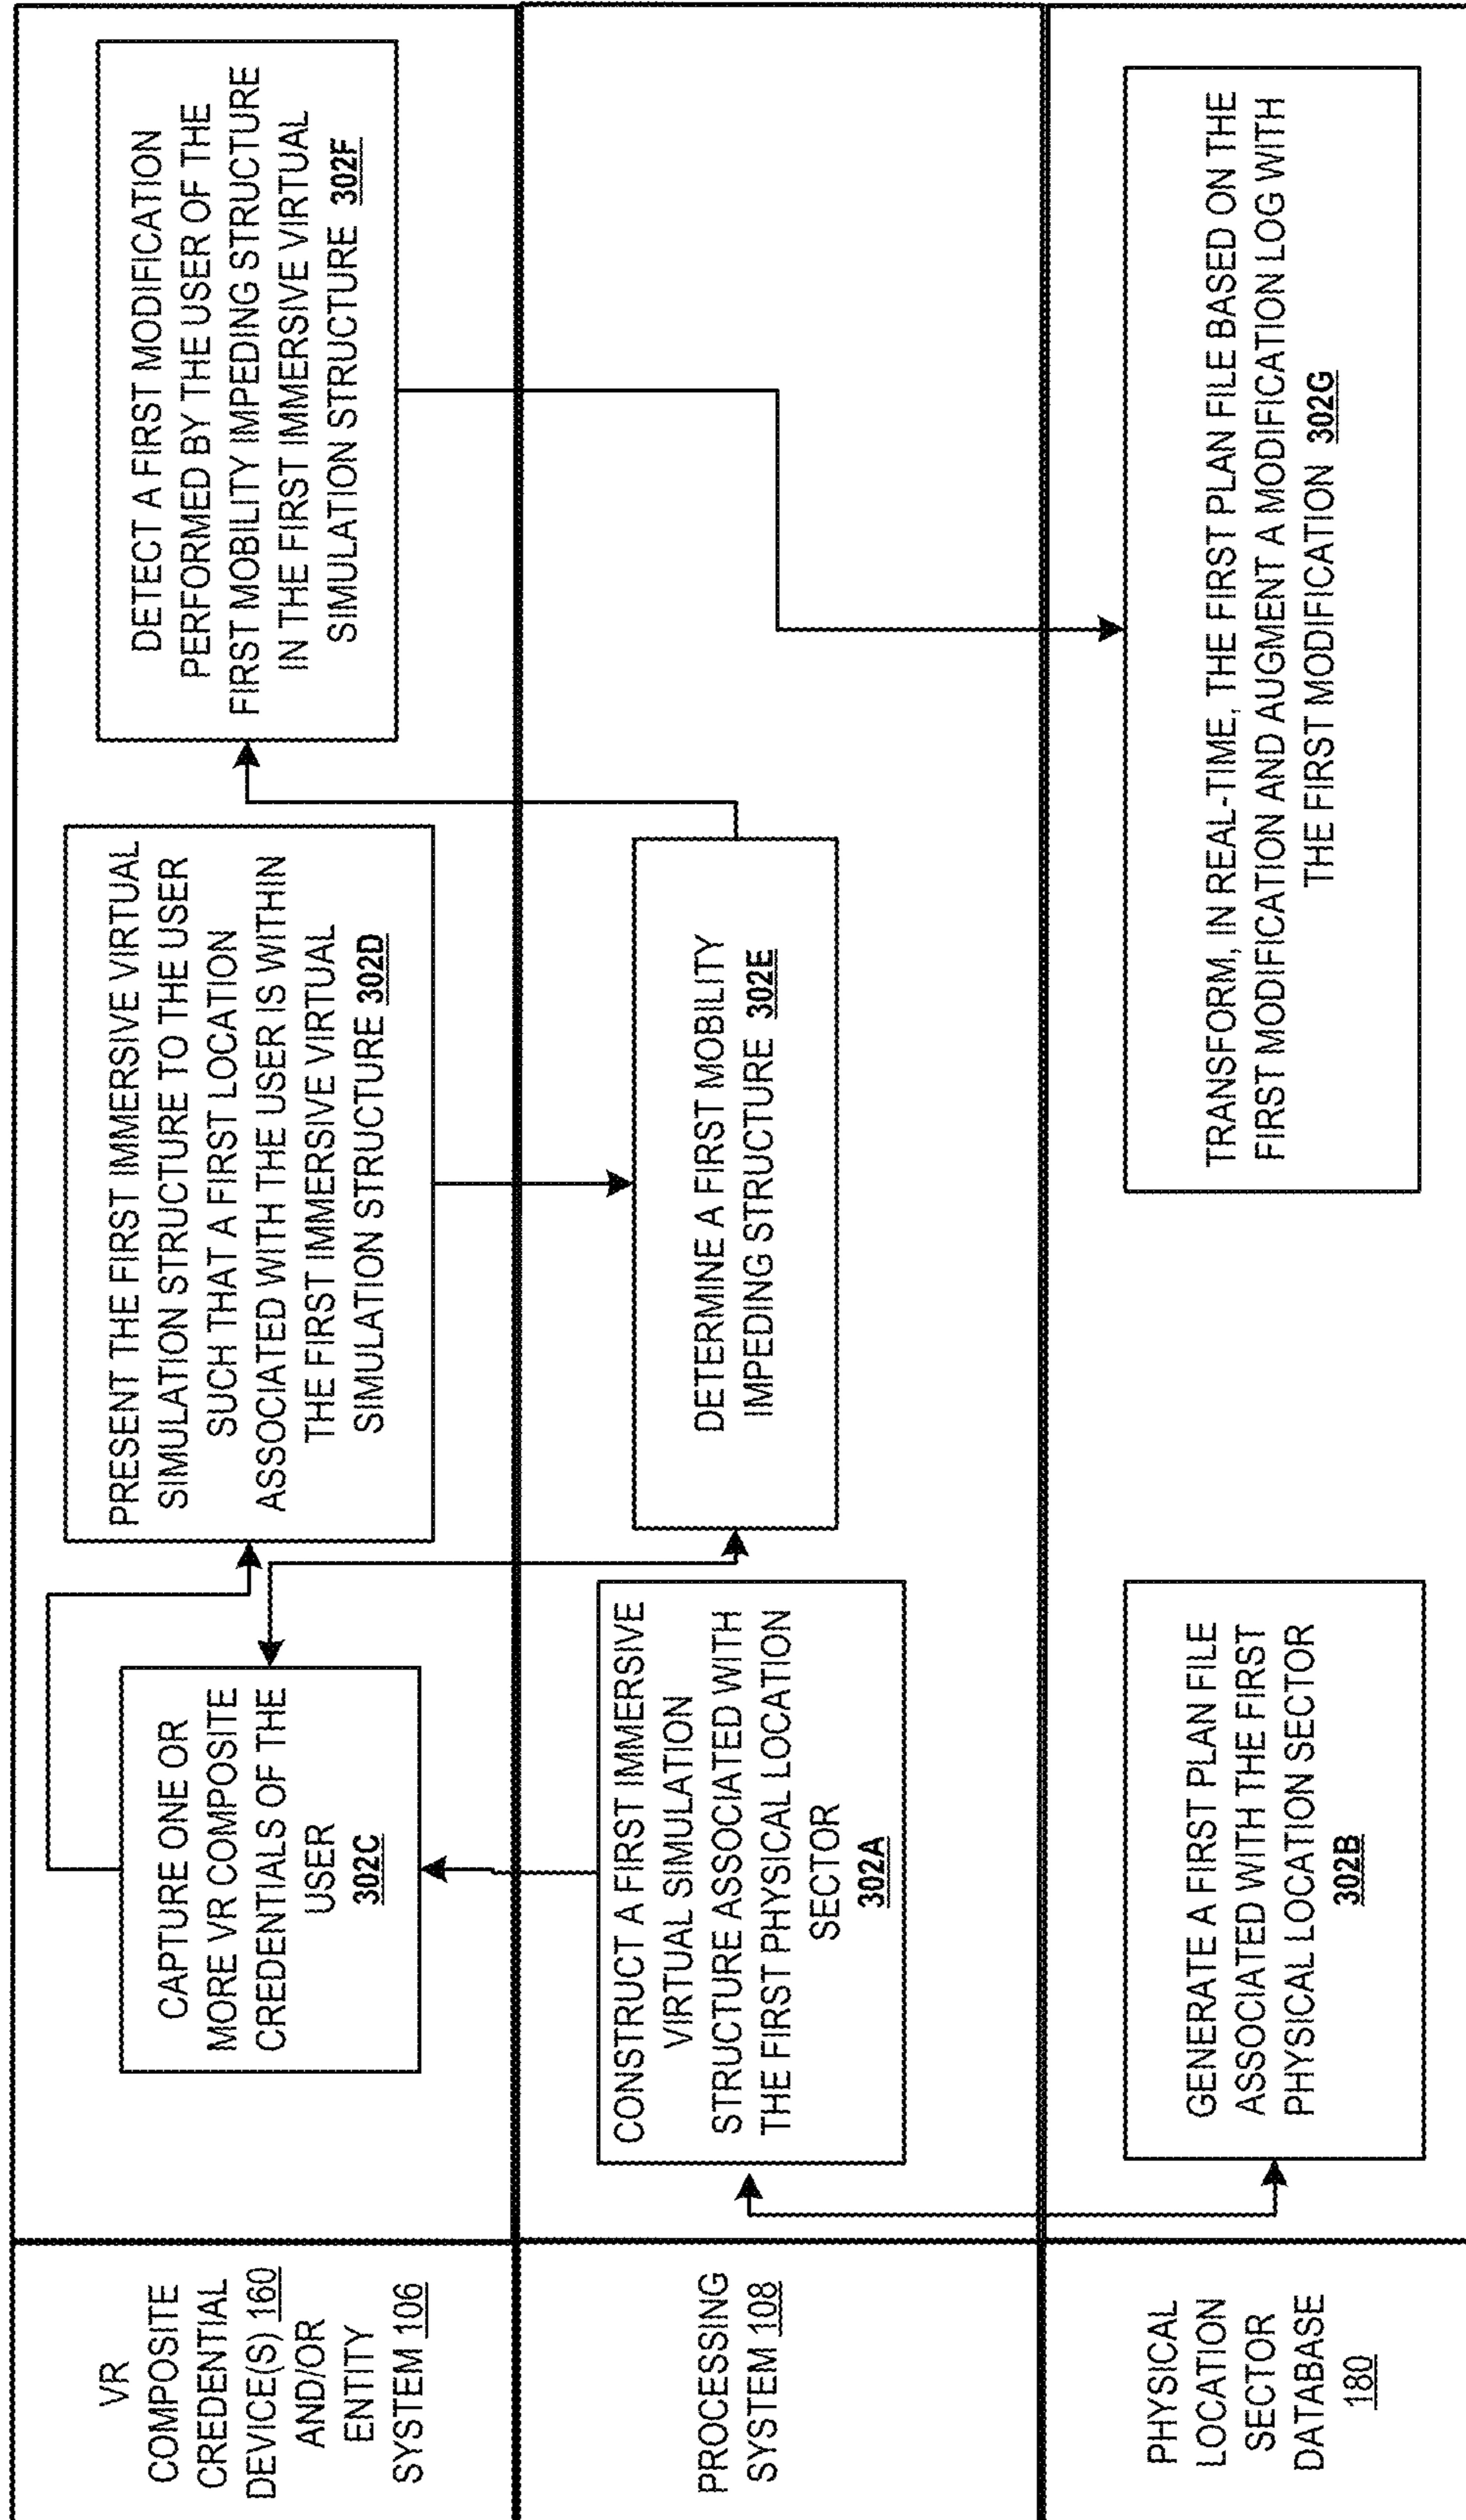 VR
COMPOSITE
CREDENTIAL
DEVICE(S) 160
AND/OR
ENTITY
SYSTEM 106
CAPTURE ONE OR
MORE VR COMPOSITE
CREDENTIALS OF THE
USER
302C
PRESENT THE FIRST IMMERSIVE VIRTUAL
SIMULATION STRUCTURE TO THE USER
SUCH THAT A FIRST LOCATION
ASSOCIATED WITH THE USER IS WITHIN
THE FIRST IMMERSIVE VIRTUAL
SIMULATION STRUCTURE 302D
DETECT A FIRST MODIFICATION
PERFORMED BY THE USER OF THE
FIRST MOBILITY IMPEDING STRUCTURE
IN THE FIRST IMMERSIVE VIRTUAL
SIMULATION STRUCTURE 302F
PROCESSING
SYSTEM 108
CONSTRUCT A FIRST IMMERSIVE
VIRTUAL SIMULATION
STRUCTURE ASSOCIATED WITH
THE FIRST PHYSICAL LOCATION
SECTOR
302A
DETERMINE A FIRST MOBILITY
IMPEDING STRUCTURE 302E
PHYSICAL
LOCATION
SECTOR
DATABASE
180
GENERATE A FIRST PLAN FILE
ASSOCIATED WITH THE FIRST
PHYSICAL LOCATION SECTOR
302B
TRANSFORM, IN REAL-TIME, THE FIRST PLAN FILE BASED ON THE
FIRST MODIFICATION AND AUGMENT A MODIFICATION LOG WITH
THE FIRST MODIFICATION 302G